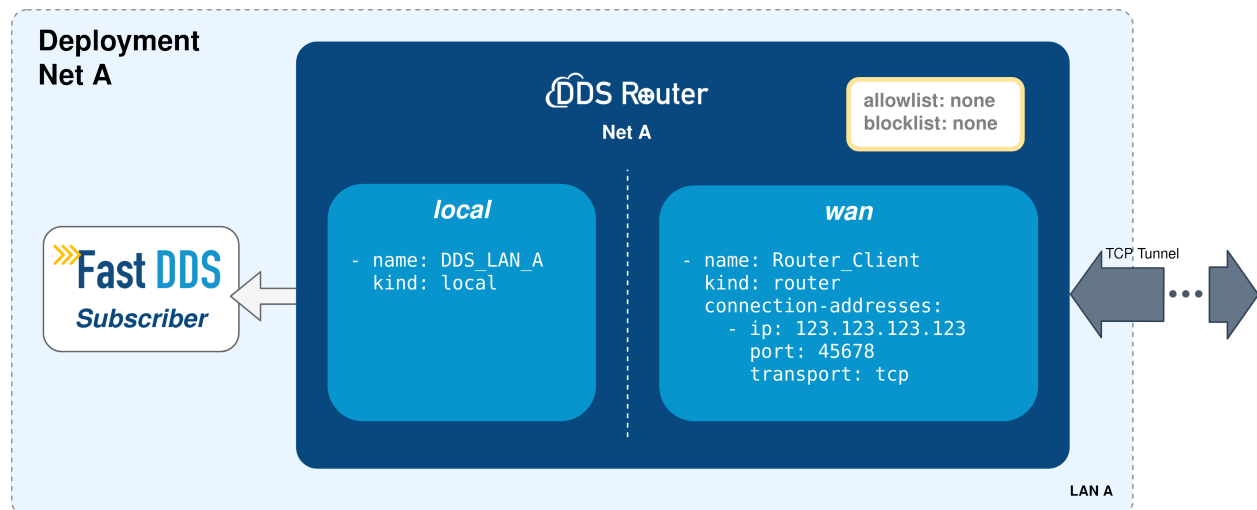 Deployment
Net A
DDS Router
Net A
allowlist: none
blocklist: none
local
- name: DDS_LAN_A
  kind: local
wan
- name: Router_Client
  kind: router
  connection-addresses:
    - ip: 123.123.123.123
      port: 45678
      transport: tcp
Fast DDS
Subscriber
TCP Tunnel
LAN A